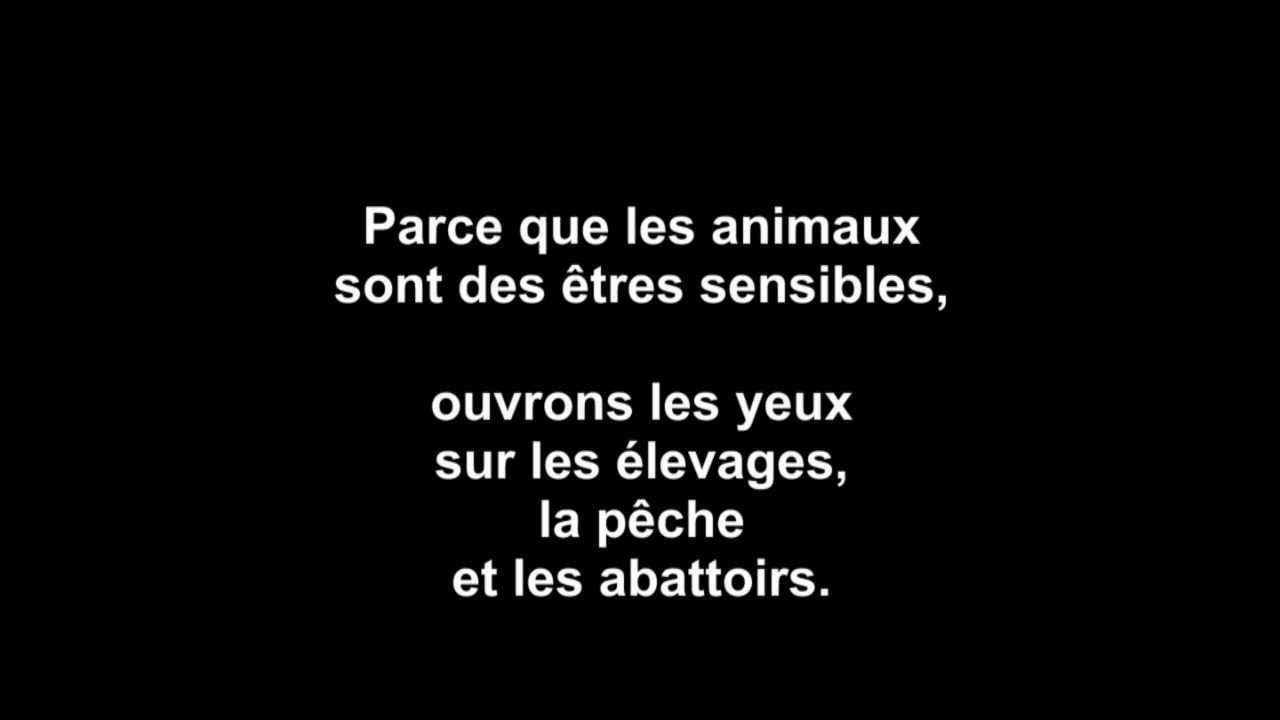 Parce que les animaux
sont des êtres sensibles,
ouvrons les yeux
sur les élevages,
la pêche
et les abattoirs.